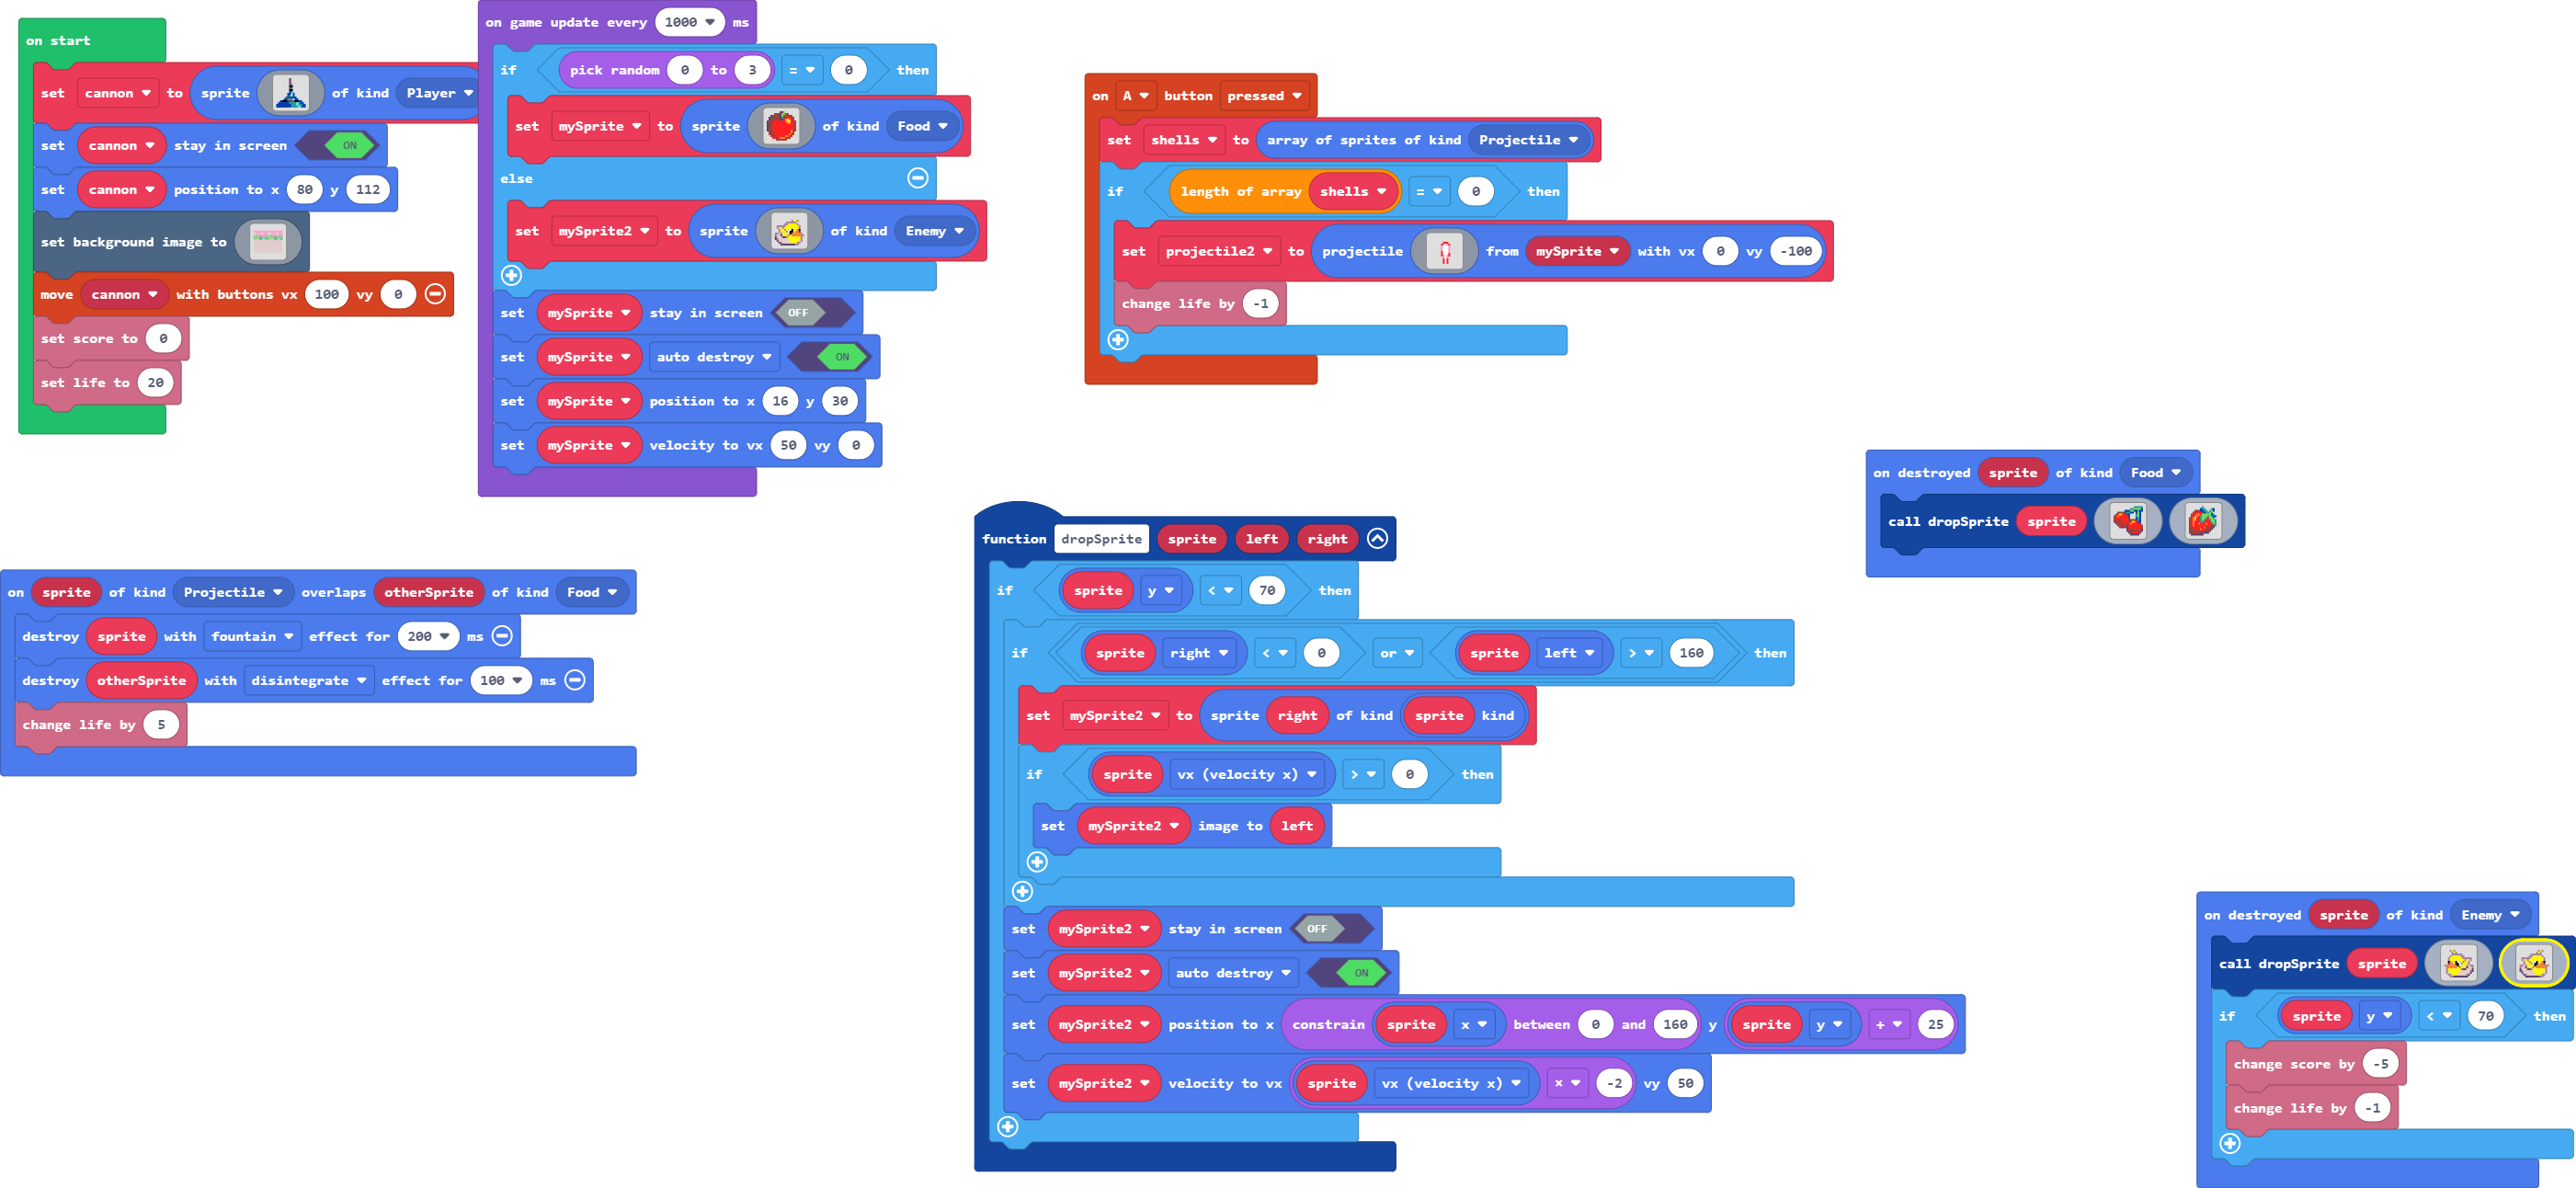 on start
set cannon to sprite of kind Player
set cannon stay in screen ON
set cannon position to x 80 y 112
set background image to
move cannon with buttons vx 100 vy 0
set score to 0
set life to 20
on game update every 1000 ms
if pick random 0 to 3 = 0 then
set mySprite to sprite of kind Food
else
set mySprite2 to sprite of kind Enemy
set mySprite stay in screen OFF
set mySprite auto destroy ON
set mySprite position to x 16 y 30
set mySprite velocity to vx 50 vy 0
on A button pressed
set shells to array of sprites of kind Projectile
if length of array shells = 0 then
set projectile2 to projectile from mySprite with vx 0 vy -100
change life by -1
on destroyed sprite of kind Food
call dropSprite sprite
on sprite of kind Projectile overlaps otherSprite of kind Food
destroy sprite with fountain effect for 200 ms
destroy otherSprite with disintegrate effect for 100 ms
change life by 5
function dropSprite sprite left right
if sprite y < 70 then
if sprite right < 0 or sprite left > 160 then
set mySprite2 to sprite right of kind sprite kind
if sprite vx (velocity x) > 0 then
set mySprite2 image to left
set mySprite2 stay in screen OFF
set mySprite2 auto destroy ON
set mySprite2 position to x constrain sprite x between 0 and 160 y sprite y + 25
set mySprite2 velocity to vx sprite vx (velocity x) × -2 vy 50
on destroyed sprite of kind Enemy
call dropSprite sprite
if sprite y < 70 then
change score by -5
change life by -1